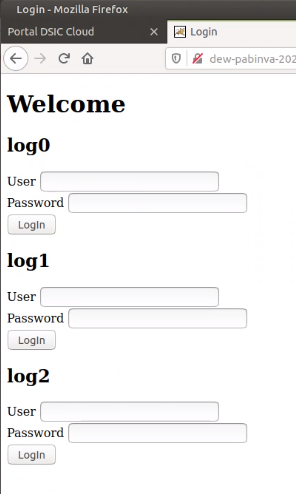 Login - Mozilla Firefox
Portal DSIC Cloud
Login
dew-pabinva-202
Welcome
log0
User
Password
LogIn
log1
User
Password
LogIn
log2
User
Password
LogIn